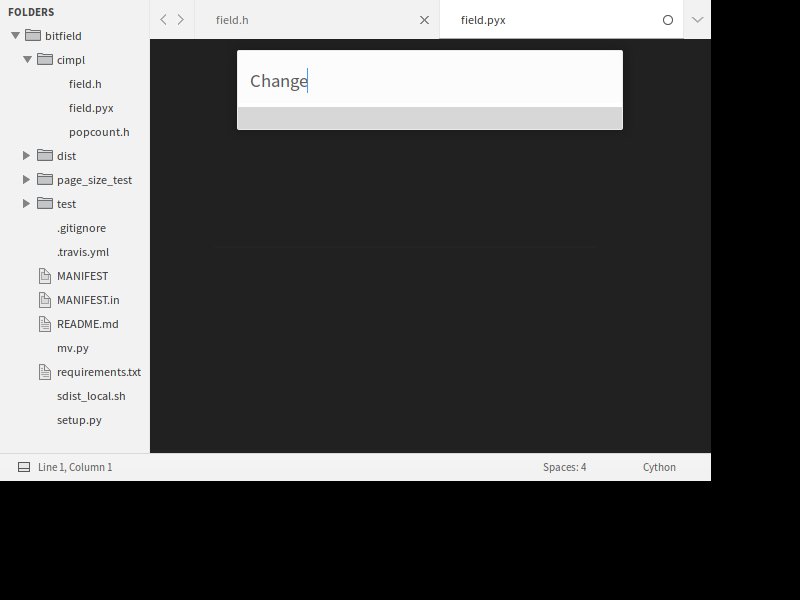 FOLDERS
bitfield
cimpl
field.h
field.pyx
popcount.h
dist
page_size_test
test
.gitignore
.travis.yml
MANIFEST
MANIFEST.in
README.md
mv.py
requirements.txt
sdist_local.sh
setup.py
field.h
field.pyx
Change
Line 1, Column 1
Spaces: 4
Cython